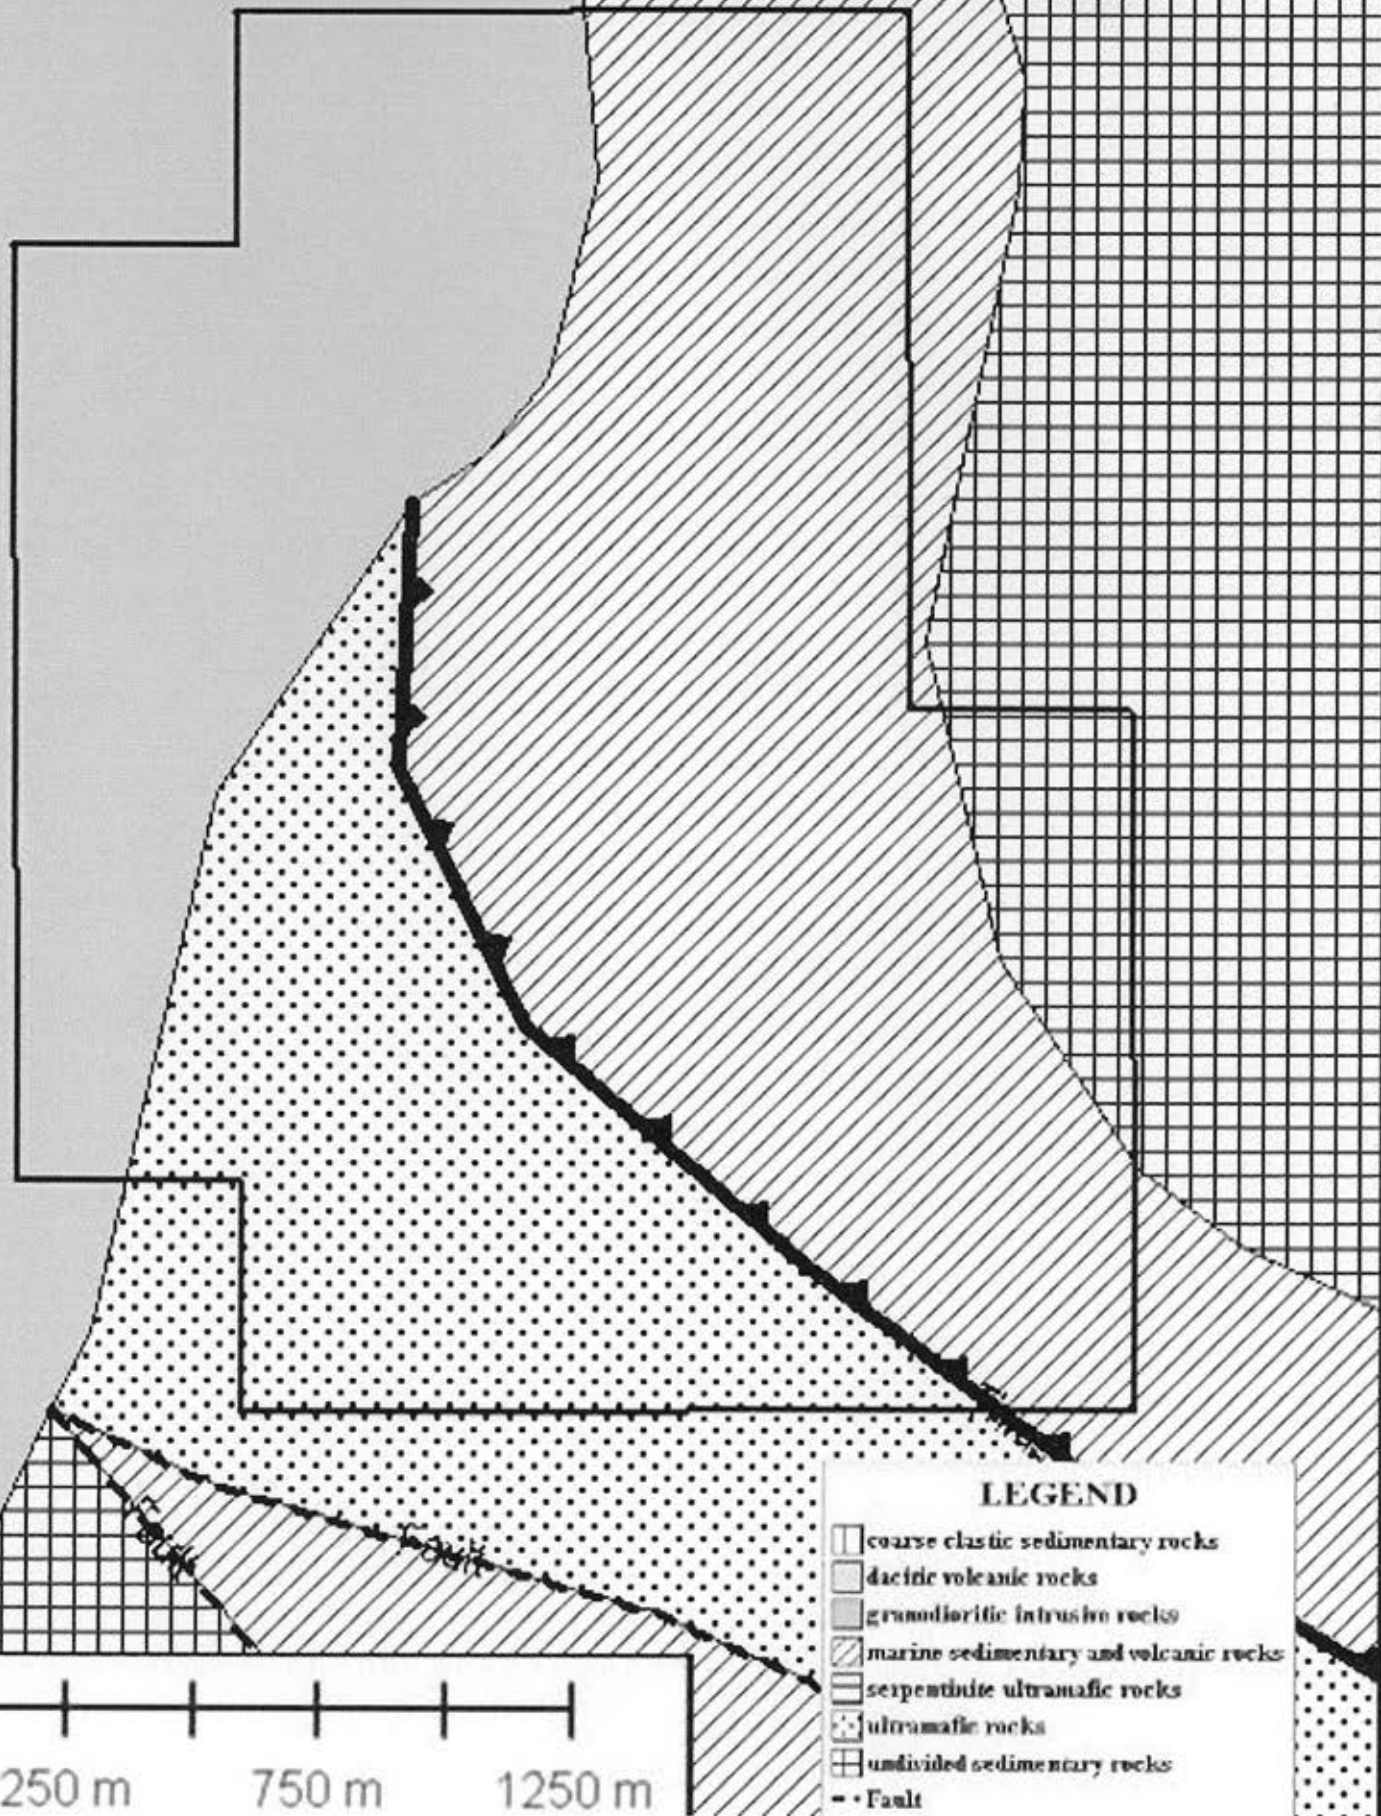 Fault
Fault
LEGEND
coarse clastic sedimentary rocks
dacitic volcanic rocks
granodioritic intrusive rocks
marine sedimentary and volcanic rocks
serpentinite ultramafic rocks
ultramafic rocks
undivided sedimentary rocks
Fault
250 m 750 m 1250 m